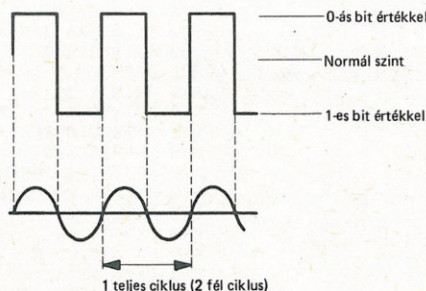 0-ás bit értékkel
Normál szint
1-es bit értékkel
1 teljes ciklus (2 fél ciklus)